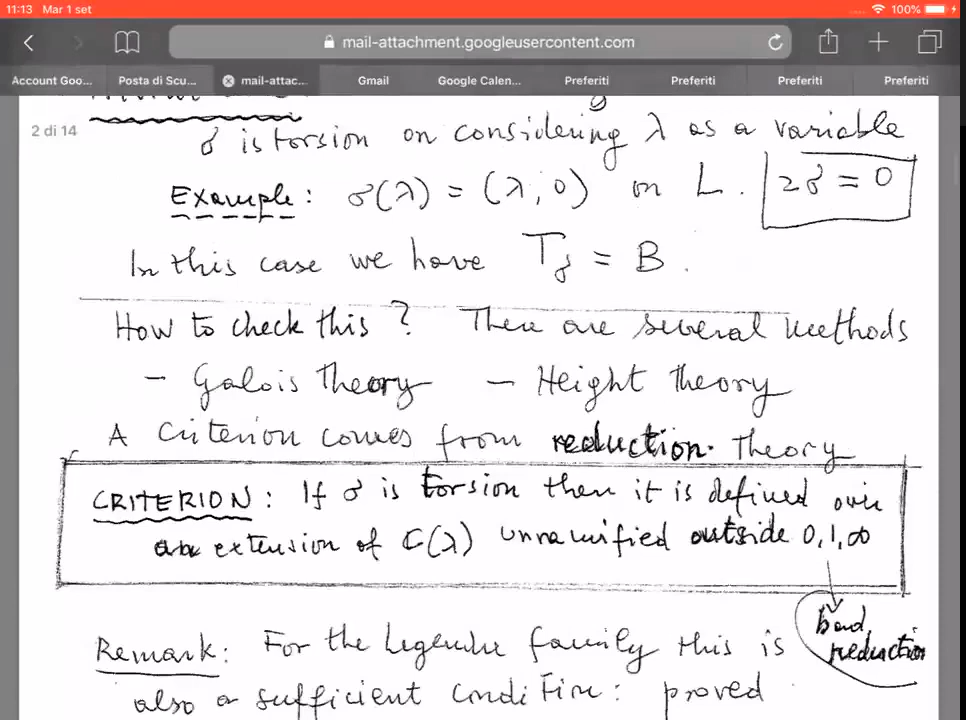 11:13 Mar 1 set
100%
mail-attachment.googleusercontent.com
Account Goo... Posta di Scu... mail-attac... Gmail Google Calen... Preferiti Preferiti Preferiti Preferiti
2 di 14
σ is torsion on considering λ as a variable
Example: σ(λ) = (λ, 0) on L. 2σ = 0
In this case we have Tσ = B.
How to check this? There are several methods
- Galois Theory - Height Theory
A criterion comes from reduction. Theory
CRITERION: If σ is torsion then it is defined over
an extension of C(λ) unramified outside 0, 1, ∞
bad
reduction
Remark: For the Legendre family this is
also a sufficient condition: proved